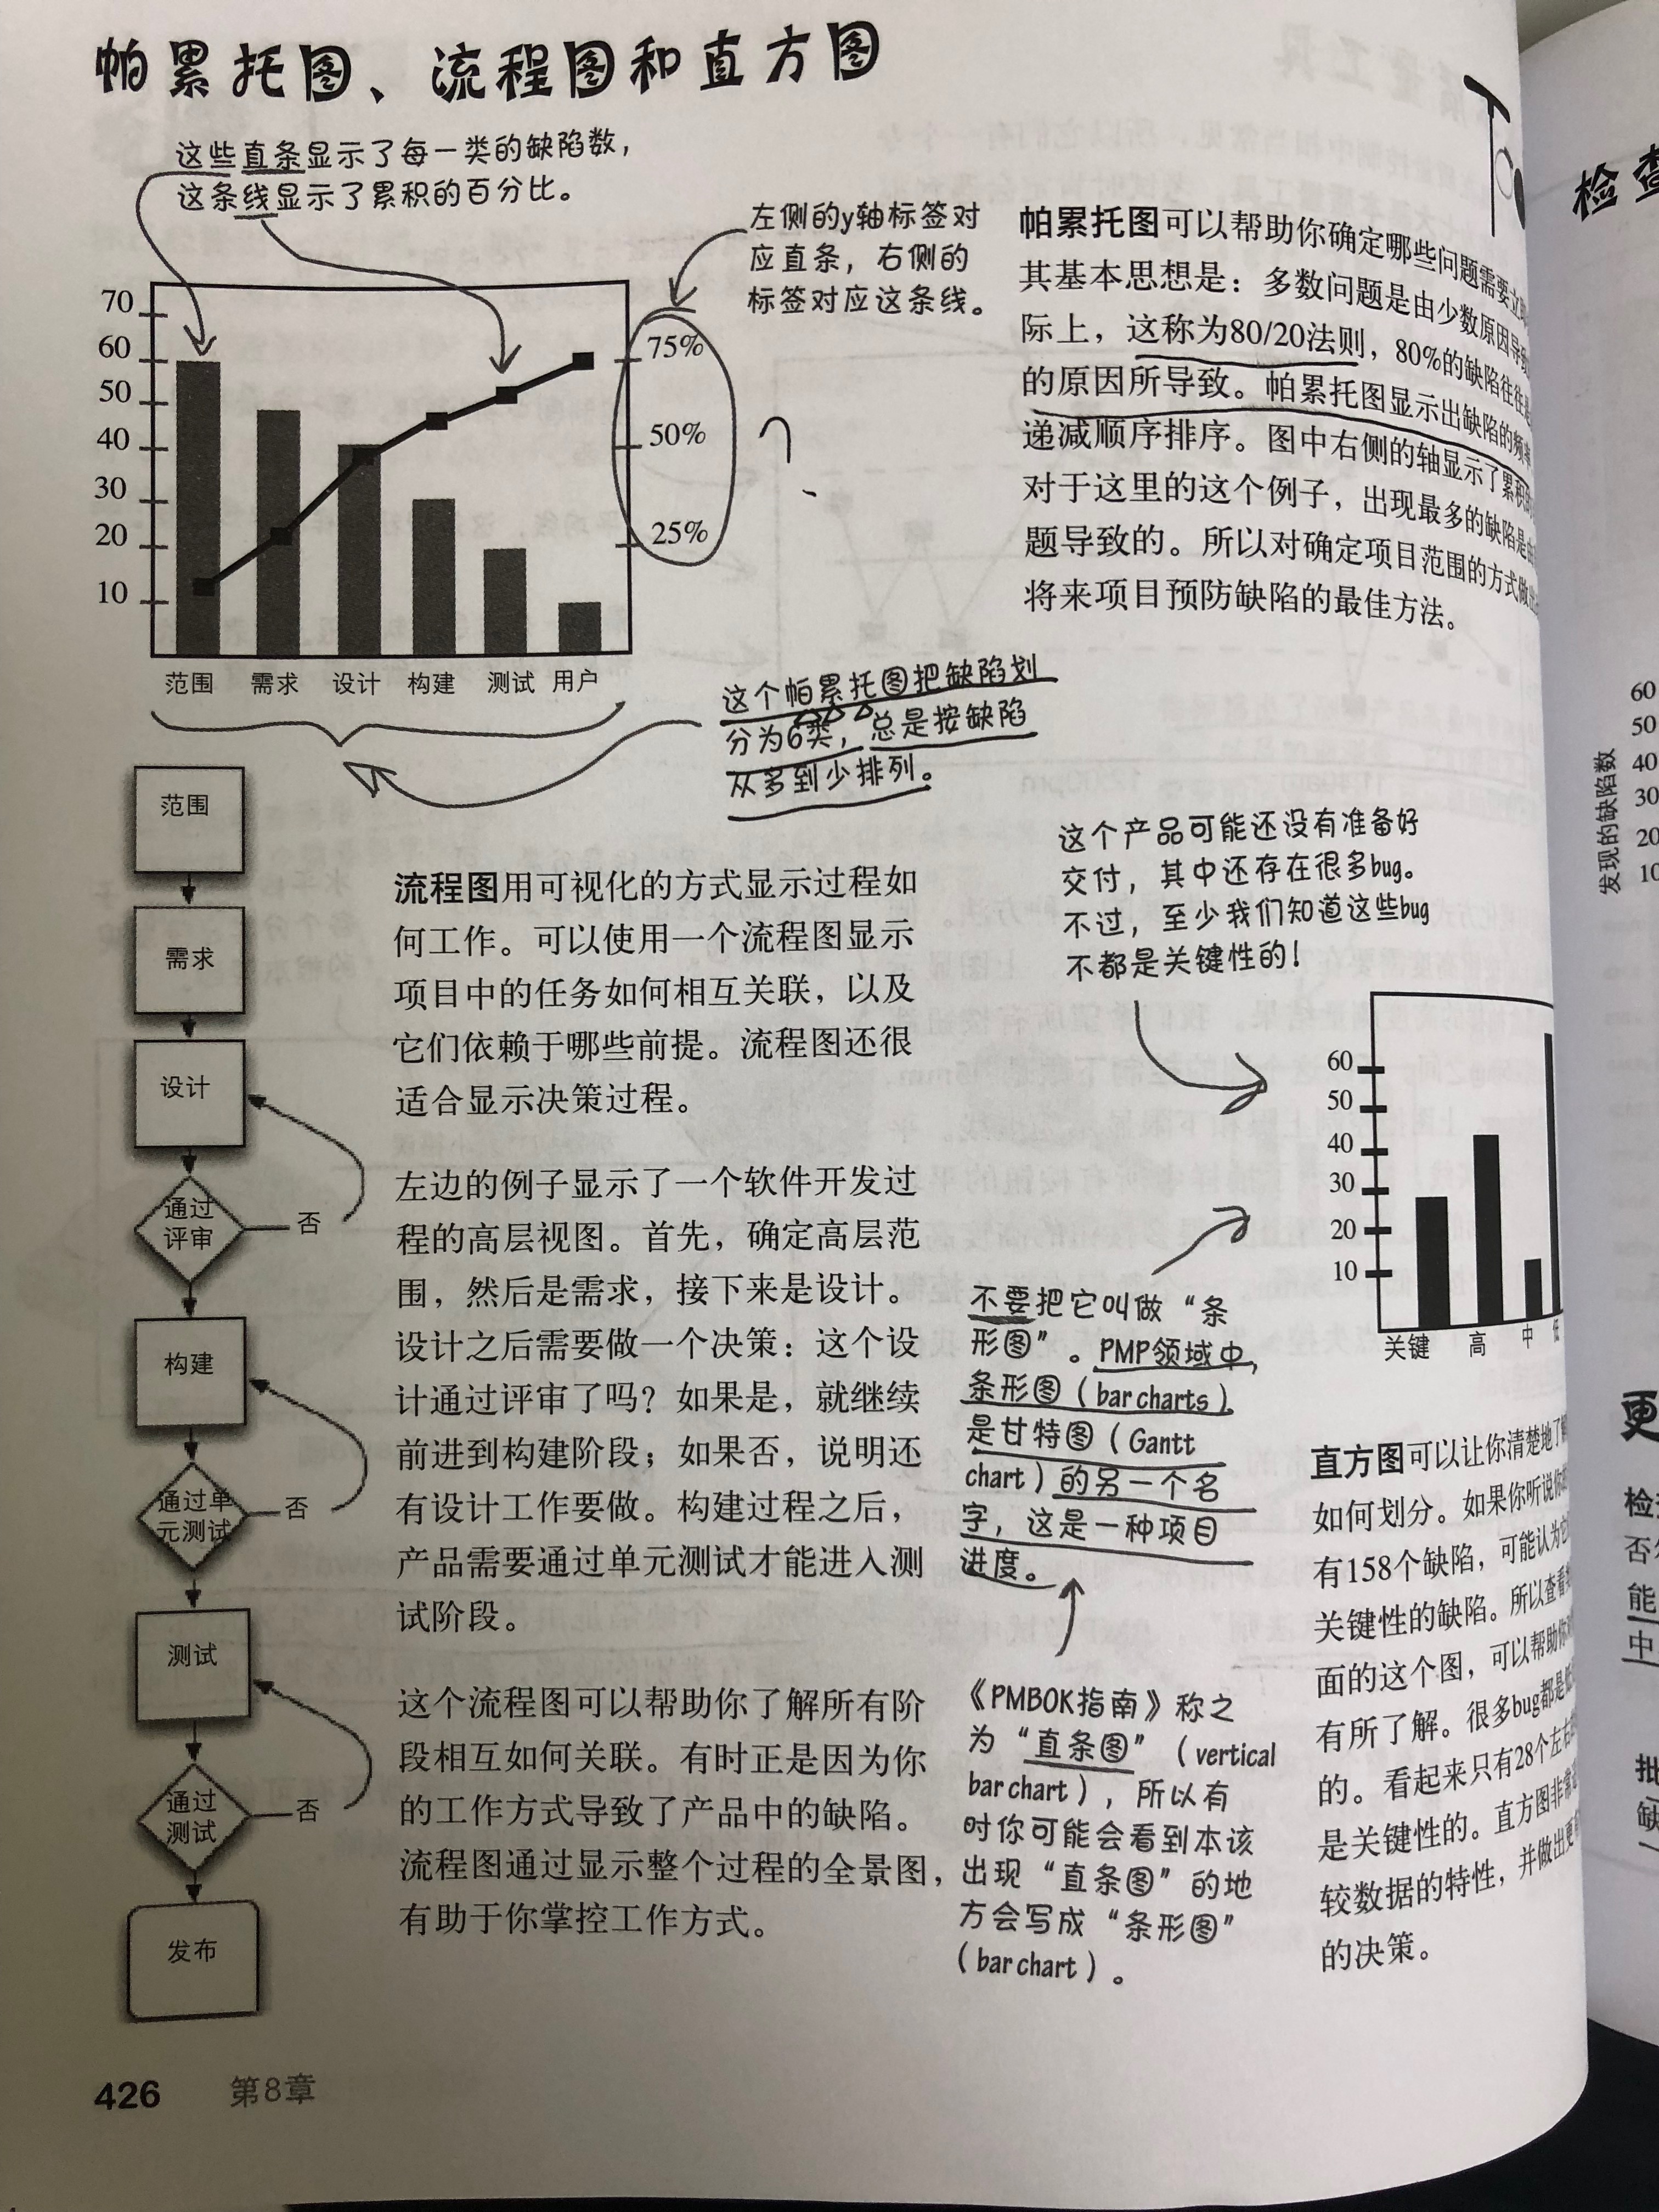 帕累托图、流程图和直方图
这些直条显示了每一类的缺陷数，
这条线显示了累积的百分比。
左侧的y轴标签对
应直条，右侧的
标签对应这条线。
70
60
50
40
30
20
10
75%
50%
25%
范围 需求 设计 构建 测试 用户
帕累托图可以帮助你确定哪些问题需要立
其基本思想是：多数问题是由少数原因导致
际上，这称为80/20法则，80%的缺陷往往是
的原因所导致。帕累托图显示出缺陷的频率
递减顺序排序。图中右侧的轴显示了累积
对于这里的这个例子，出现最多的缺陷是由
题导致的。所以对确定项目范围的方式做
将来项目预防缺陷的最佳方法。
这个帕累托图把缺陷划
分为6类，总是按缺陷
从多到少排列。
范围
需求
设计
通过
评审
否
构建
通过单
元测试
否
测试
通过
测试
否
发布
流程图用可视化的方式显示过程如
何工作。可以使用一个流程图显示
项目中的任务如何相互关联，以及
它们依赖于哪些前提。流程图还很
适合显示决策过程。
左边的例子显示了一个软件开发过
程的高层视图。首先，确定高层范
围，然后是需求，接下来是设计。
设计之后需要做一个决策：这个设
计通过评审了吗？如果是，就继续
前进到构建阶段；如果否，说明还
有设计工作要做。构建过程之后，
产品需要通过单元测试才能进入测
试阶段。
这个流程图可以帮助你了解所有阶
段相互如何关联。有时正是因为你
的工作方式导致了产品中的缺陷。
流程图通过显示整个过程的全景图，
有助于你掌控工作方式。
这个产品可能还没有准备好
交付，其中还存在很多bug。
不过，至少我们知道这些bug
不都是关键性的！
60
50
40
30
20
10
关键 高 中 低
不要把它叫做“条
形图”。PMP领域中，
条形图（bar charts）
是甘特图（Gantt
chart）的另一个名
字，这是一种项目
进度。
《PMBOK指南》称之
为“直条图”（vertical
bar chart），所以有
时你可能会看到本该
出现“直条图”的地
方会写成“条形图”
（bar chart）。
直方图可以让你清楚地了解
如何划分。如果你听说你
有158个缺陷，可能认为它
关键性的缺陷。所以查看
面的这个图，可以帮助你
有所了解。很多bug都是低
的。看起来只有28个左右
是关键性的。直方图非常
较数据的特性，并做出更
的决策。
426 第8章
检查
发现的缺陷数
60
50
40
30
20
10
更
检
否
能
中
批
缺